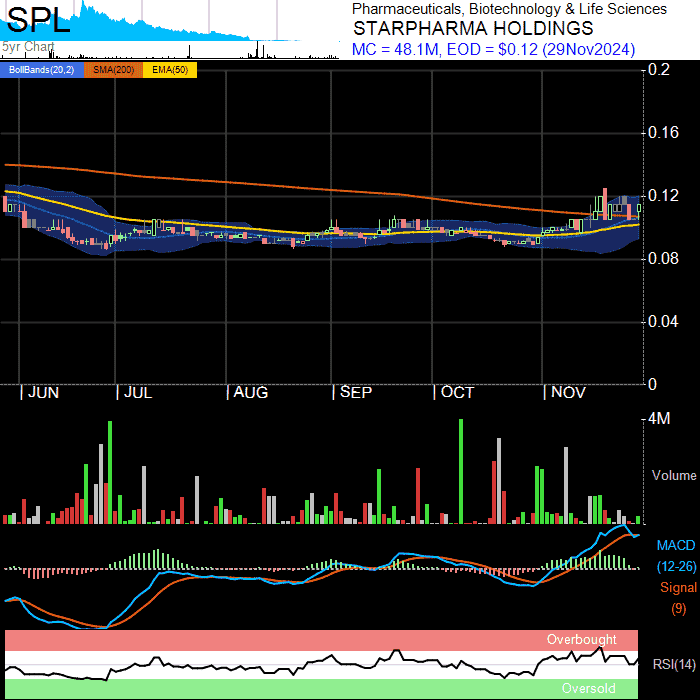 SPL
5yr Chart
Pharmaceuticals, Biotechnology & Life Sciences
STARPHARMA HOLDINGS
MC = 48.1M, EOD = $0.12 (29Nov2024)
BollBands(20,2) SMA(200) EMA(50)
0.2
0.16
0.12
0.08
0.04
0
JUN JUL AUG SEP OCT NOV
4M
Volume
MACD
(12-26)
Signal
(9)
Overbought
RSI(14)
Oversold